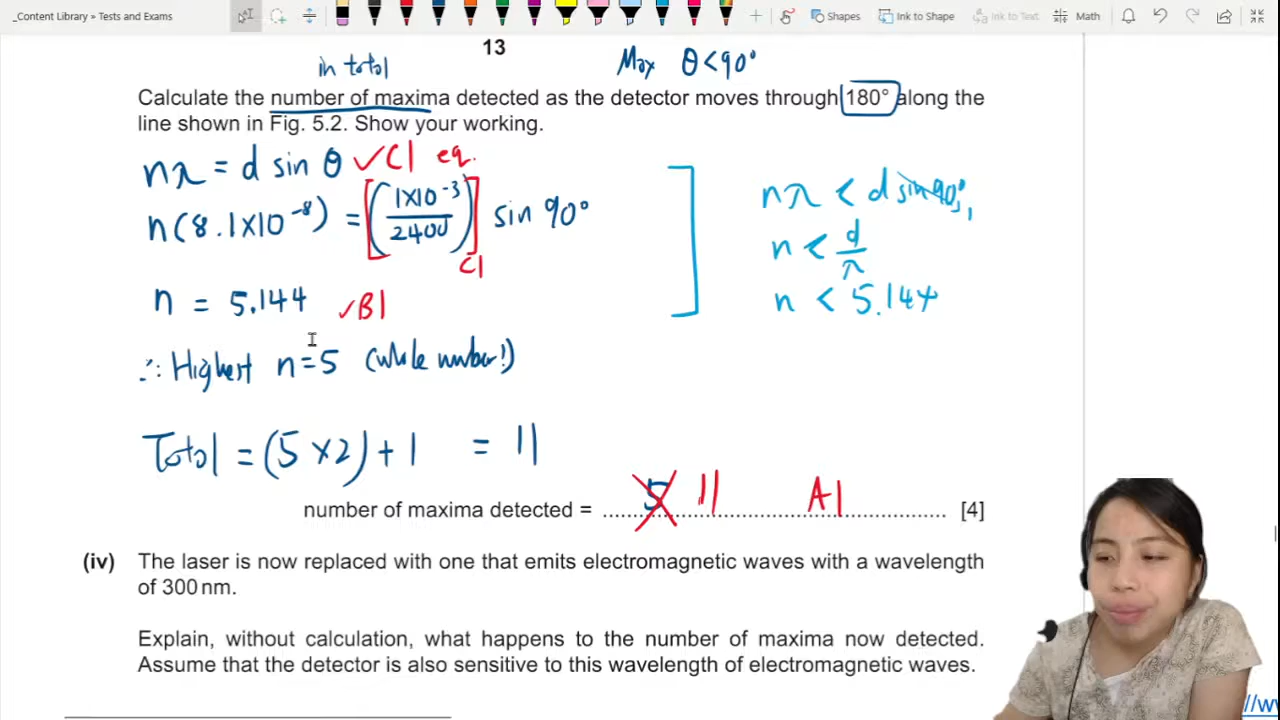 _Content Library » Tests and Exams
Shapes
Ink to Shape
Ink to Text
Math
13
in total
Max θ<90°
Calculate the number of maxima detected as the detector moves through 180° along the
line shown in Fig. 5.2. Show your working.
nλ = d sin θ ✓C1 eq.
n(8.1×10⁻⁸) = [(1×10⁻³/2400)] sin 90°
C1
n = 5.144 ✓B1
nλ < d sin 90°,
n < d/λ
n < 5.144
∴ Highest n=5 (whole number!)
Total = (5×2)+1 = 11
number of maxima detected = 5 11 A1 [4]
(iv) The laser is now replaced with one that emits electromagnetic waves with a wavelength
of 300 nm.
Explain, without calculation, what happens to the number of maxima now detected.
Assume that the detector is also sensitive to this wavelength of electromagnetic waves.